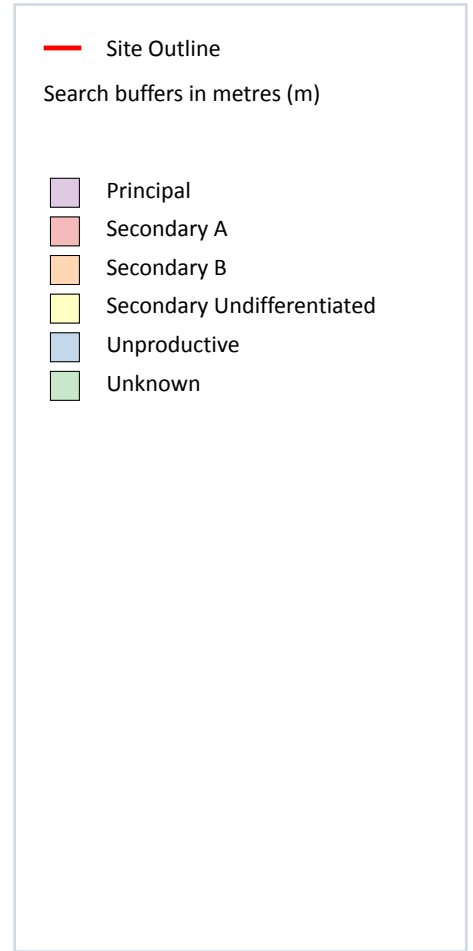 Site Outline
Search buffers in metres (m)
Principal
Secondary A
Secondary B
Secondary Undifferentiated
Unproductive
Unknown